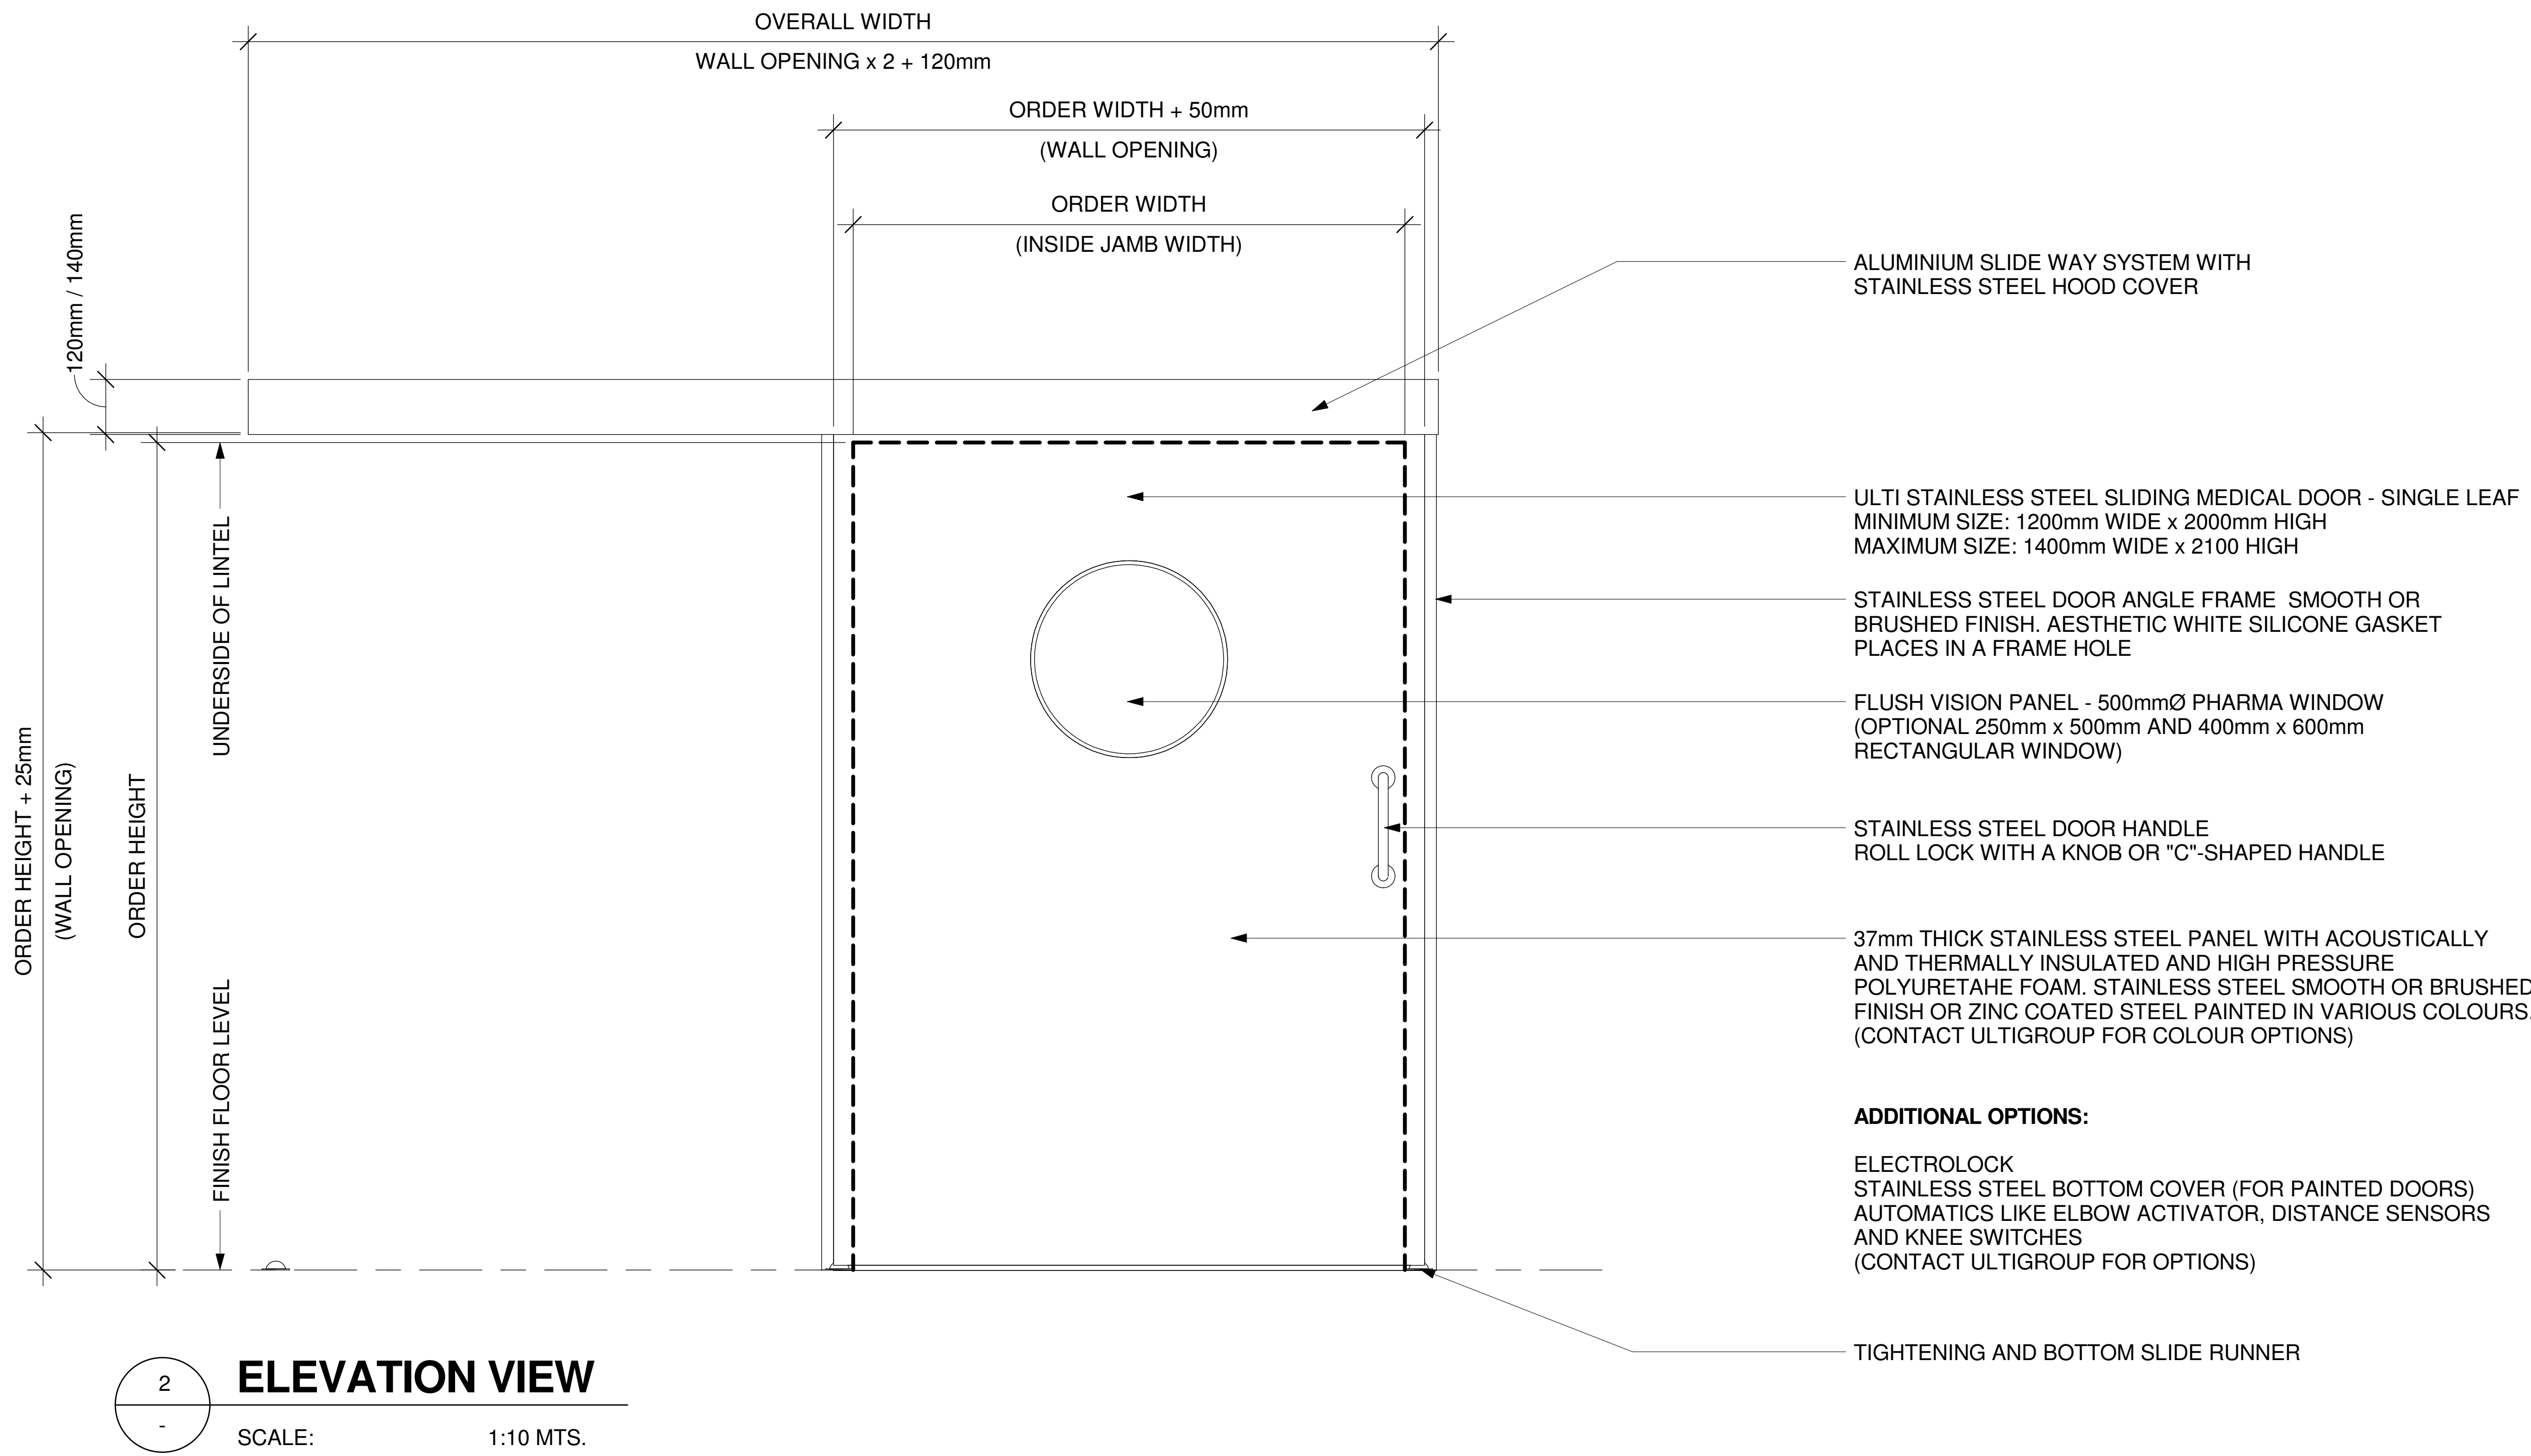 OVERALL WIDTH
WALL OPENING x 2 + 120mm
ORDER WIDTH + 50mm
(WALL OPENING)
ORDER WIDTH
(INSIDE JAMB WIDTH)
120mm / 140mm
ORDER HEIGHT + 25mm
(WALL OPENING)
ORDER HEIGHT
UNDERSIDE OF LINTEL
FINISH FLOOR LEVEL
ALUMINIUM SLIDE WAY SYSTEM WITH
STAINLESS STEEL HOOD COVER
ULTI STAINLESS STEEL SLIDING MEDICAL DOOR - SINGLE LEAF
MINIMUM SIZE: 1200mm WIDE x 2000mm HIGH
MAXIMUM SIZE: 1400mm WIDE x 2100 HIGH
STAINLESS STEEL DOOR ANGLE FRAME  SMOOTH OR
BRUSHED FINISH. AESTHETIC WHITE SILICONE GASKET
PLACES IN A FRAME HOLE
FLUSH VISION PANEL - 500mmØ PHARMA WINDOW
(OPTIONAL 250mm x 500mm AND 400mm x 600mm
RECTANGULAR WINDOW)
STAINLESS STEEL DOOR HANDLE
ROLL LOCK WITH A KNOB OR "C"-SHAPED HANDLE
37mm THICK STAINLESS STEEL PANEL WITH ACOUSTICALLY
AND THERMALLY INSULATED AND HIGH PRESSURE
POLYURETAHE FOAM. STAINLESS STEEL SMOOTH OR BRUSHED
FINISH OR ZINC COATED STEEL PAINTED IN VARIOUS COLOURS.
(CONTACT ULTIGROUP FOR COLOUR OPTIONS)
ADDITIONAL OPTIONS:
ELECTROLOCK
STAINLESS STEEL BOTTOM COVER (FOR PAINTED DOORS)
AUTOMATICS LIKE ELBOW ACTIVATOR, DISTANCE SENSORS
AND KNEE SWITCHES
(CONTACT ULTIGROUP FOR OPTIONS)
TIGHTENING AND BOTTOM SLIDE RUNNER
2
-
ELEVATION VIEW
SCALE: 1:10 MTS.